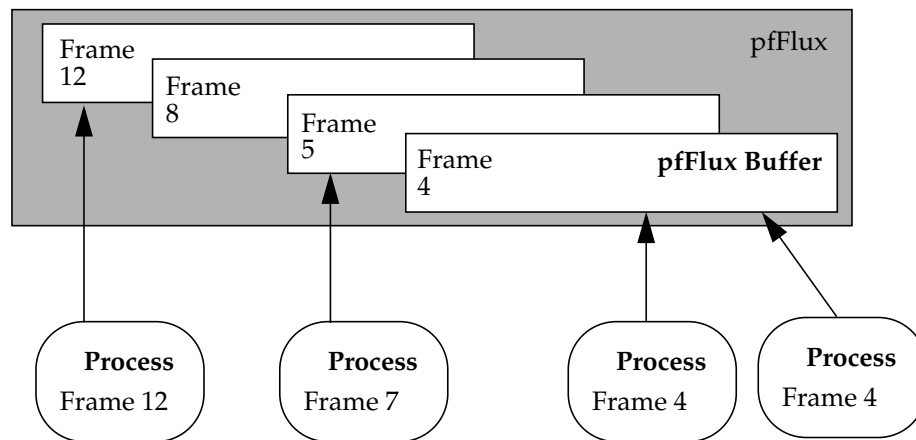 pfFlux
Frame
12
Frame
8
Frame
5
Frame
4
pfFlux Buffer
Process
Frame 12
Process
Frame 7
Process
Frame 4
Process
Frame 4